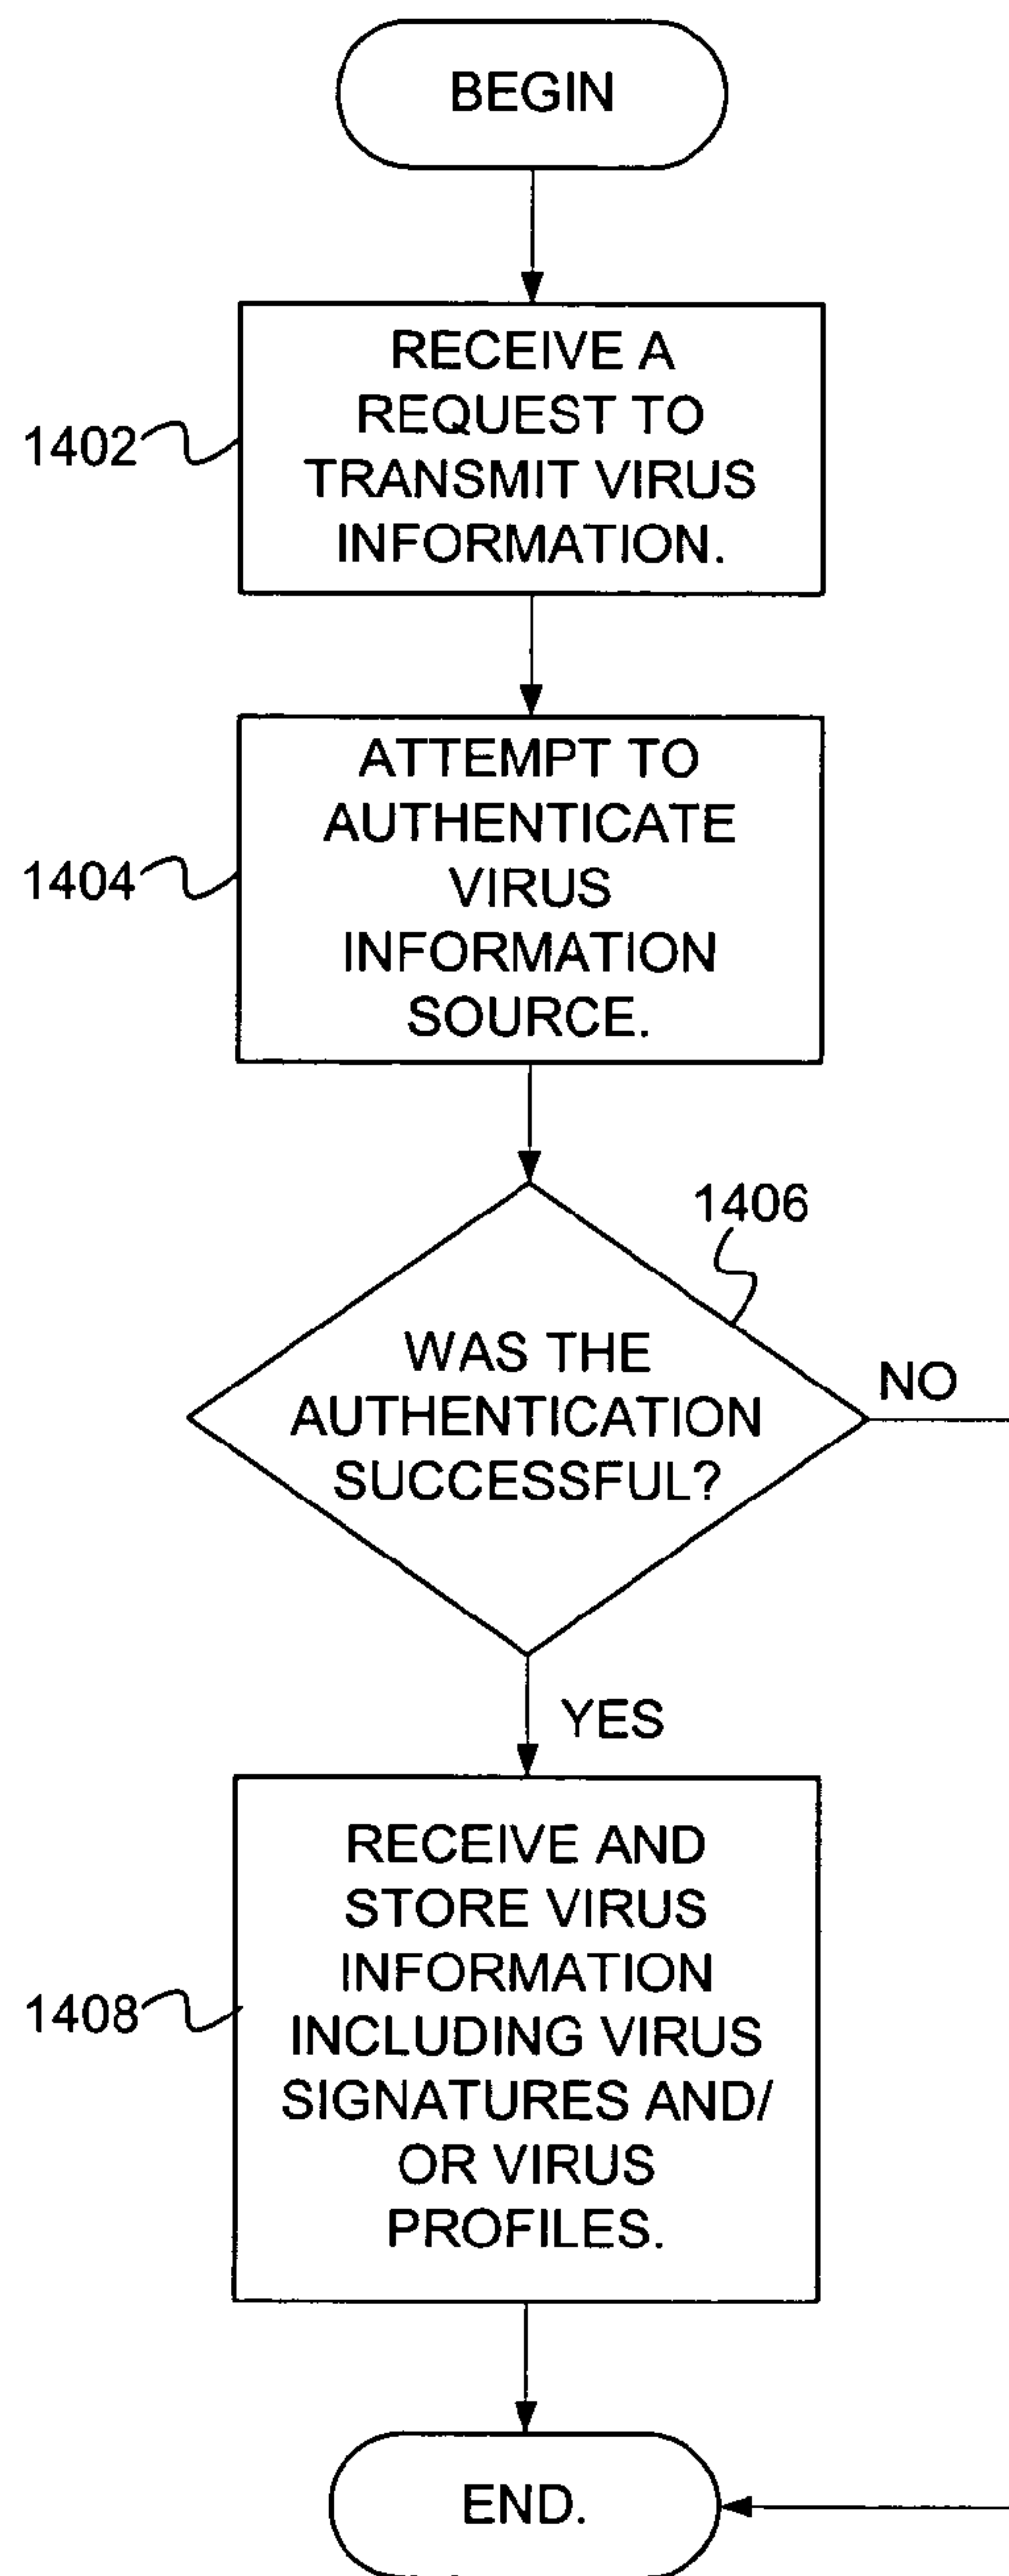 BEGIN
RECEIVE A
REQUEST TO
TRANSMIT VIRUS
INFORMATION.
1402
ATTEMPT TO
AUTHENTICATE
VIRUS
INFORMATION
SOURCE.
1404
1406
WAS THE
AUTHENTICATION
SUCCESSFUL?
NO
YES
RECEIVE AND
STORE VIRUS
INFORMATION
INCLUDING VIRUS
SIGNATURES AND/
OR VIRUS
PROFILES.
1408
END.